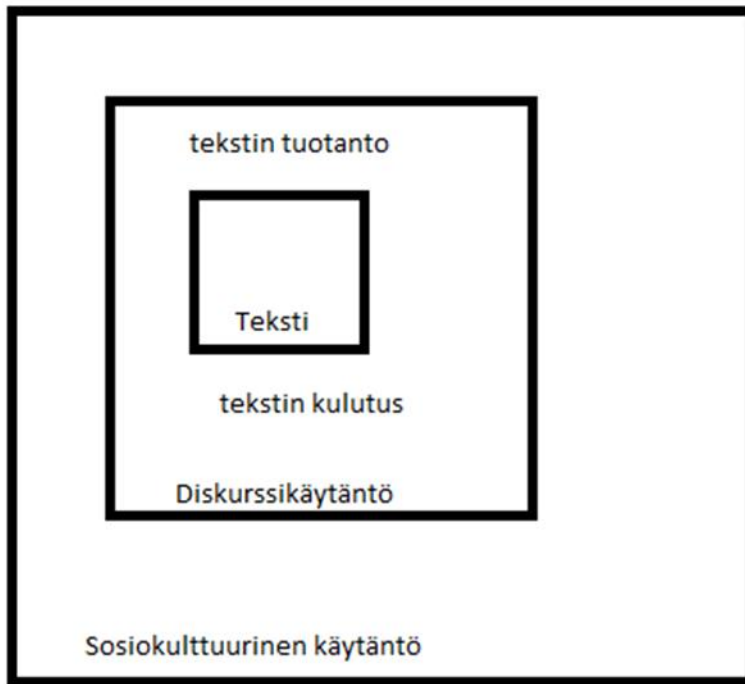 tekstin tuotanto
Teksti
tekstin kulutus
Diskurssikäytäntö
Sosiokulttuurinen käytäntö